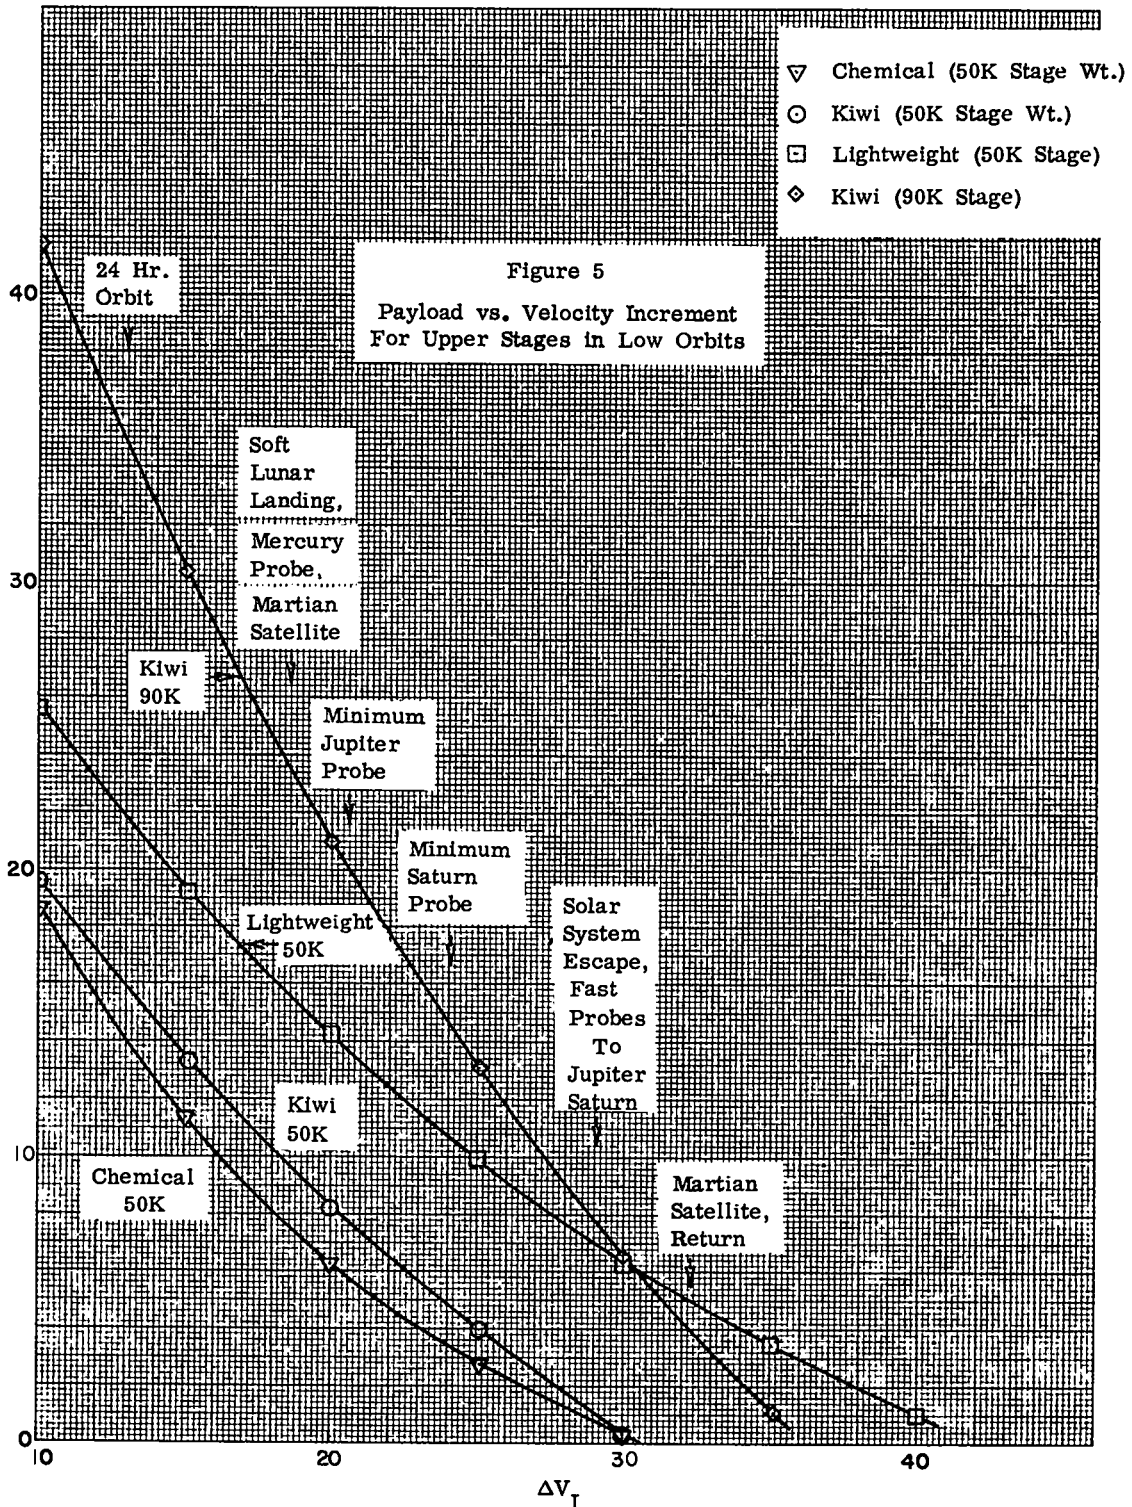 Chemical (50K Stage Wt.)
Kiwi (50K Stage Wt.)
Lightweight (50K Stage)
Kiwi (90K Stage)
Figure 5
Payload vs. Velocity Increment
For Upper Stages in Low Orbits
24 Hr.
Orbit
40
Soft
Lunar
Landing,
Mercury
Probe,
Martian
Satellite
30
Kiwi
90K
Minimum
Jupiter
Probe
Minimum
Saturn
Probe
20
Lightweight
50K
Solar
System
Escape,
Fast
Probes
To
Jupiter
Saturn
Kiwi
50K
10
Chemical
50K
Martian
Satellite,
Return
0
10 20 30 40
ΔV_I